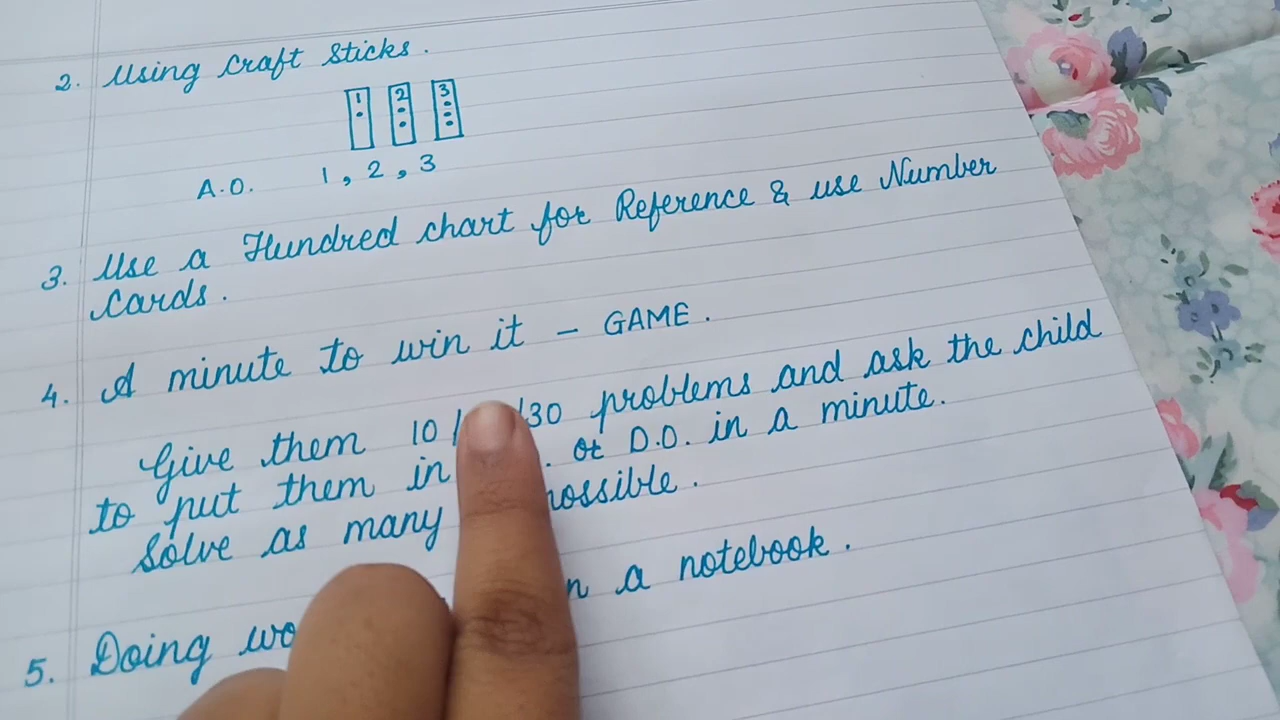 2. Using Craft Sticks.
1 2 3
A.O. 1, 2, 3
3. Use a Hundred chart for Reference & use Number
Cards.
4. A minute to win it - GAME.
Give them 10/ /30 problems and ask the child
to put them in . or D.O. in a minute.
Solve as many possible.
5. Doing a notebook.